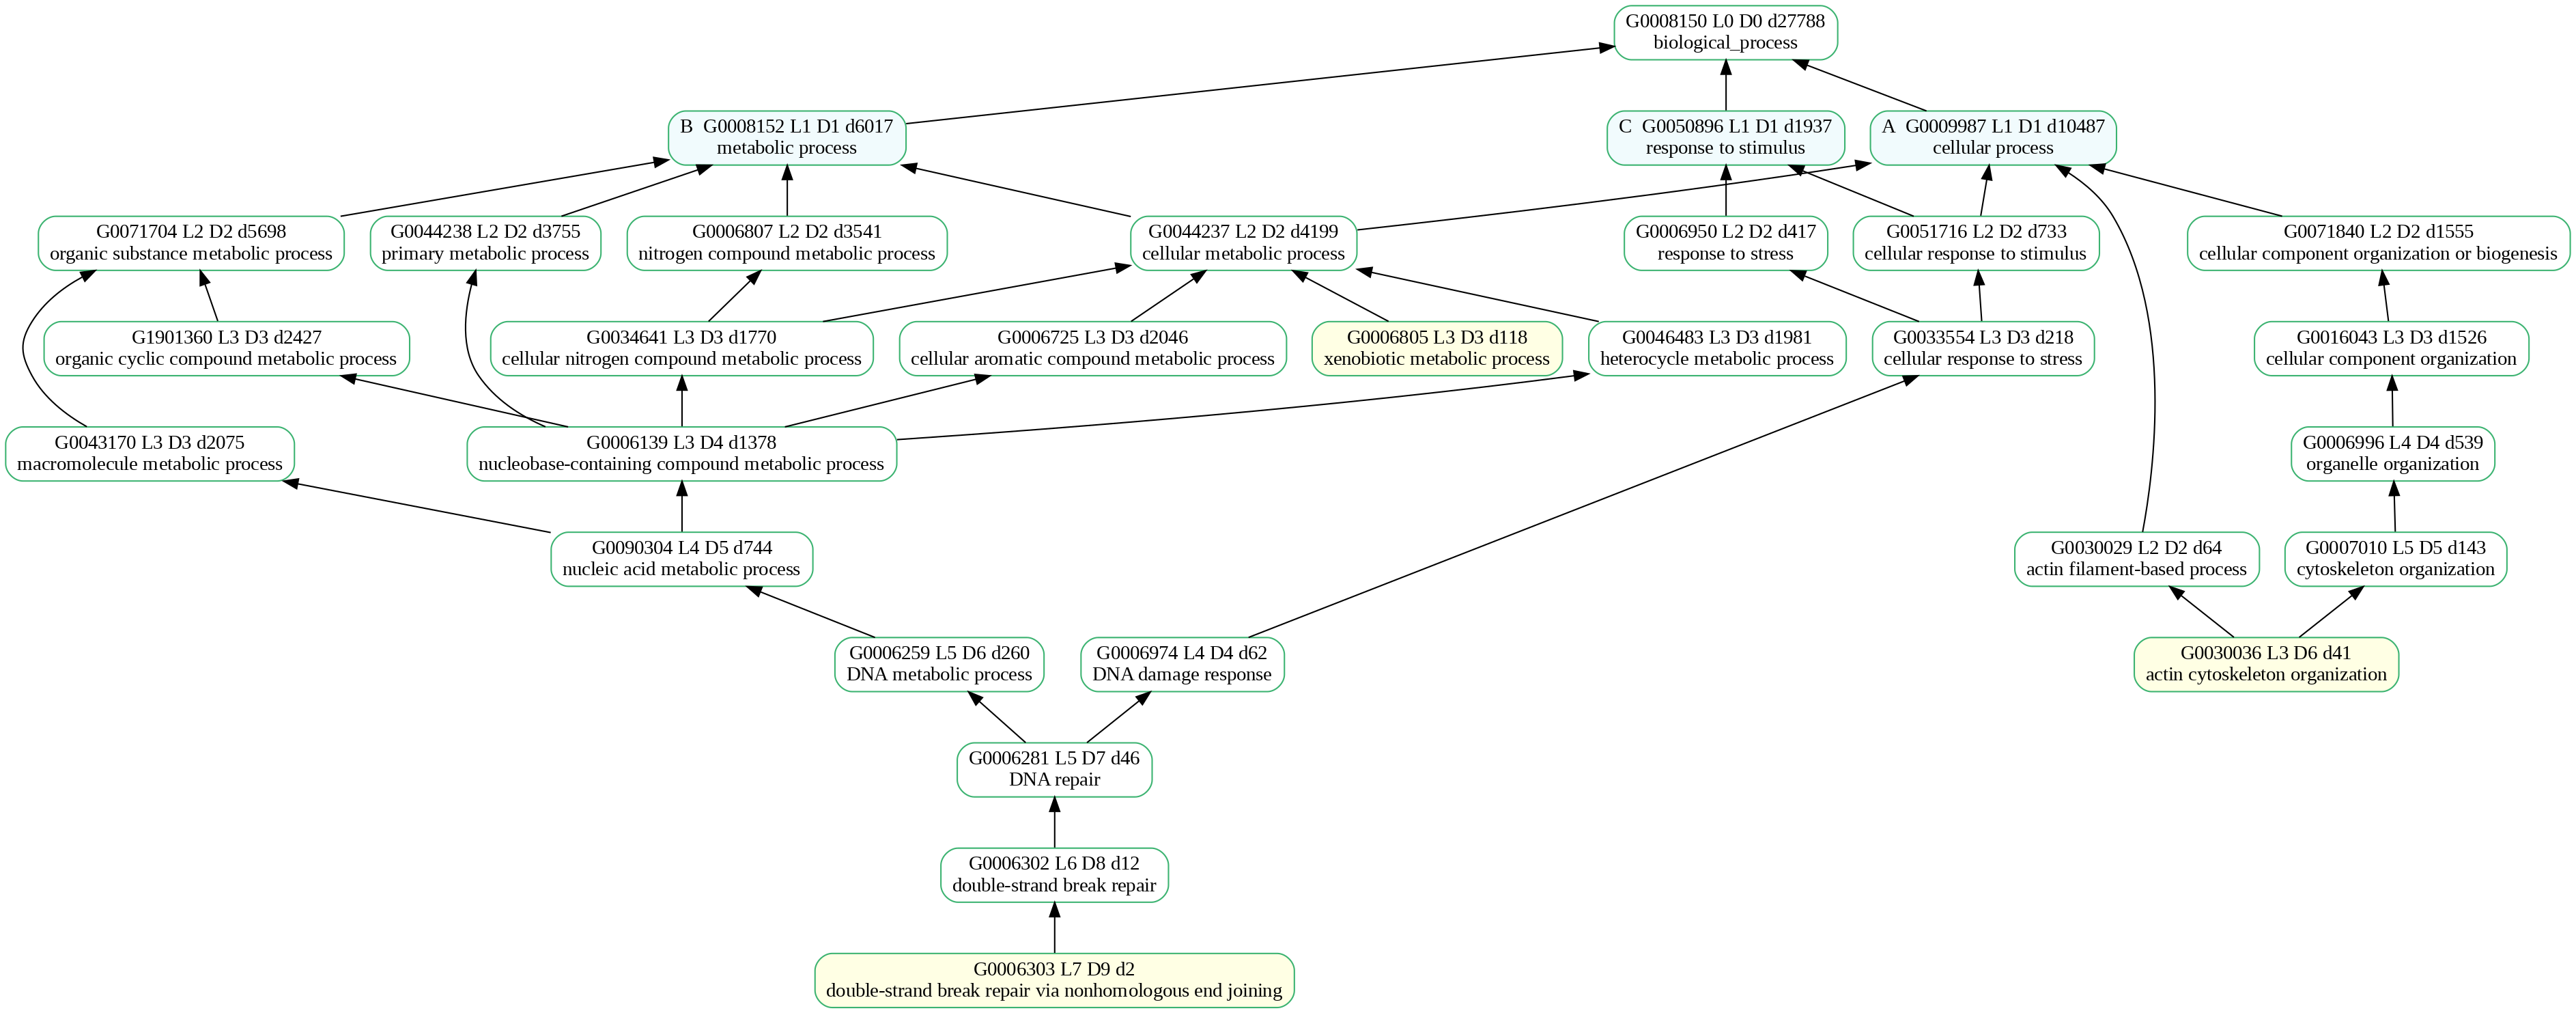 G0008150 L0 D0 d27788
biological_process
B  G0008152 L1 D1 d6017
metabolic process
C  G0050896 L1 D1 d1937
response to stimulus
A  G0009987 L1 D1 d10487
cellular process
G0071704 L2 D2 d5698
organic substance metabolic process
G0044238 L2 D2 d3755
primary metabolic process
G0006807 L2 D2 d3541
nitrogen compound metabolic process
G0044237 L2 D2 d4199
cellular metabolic process
G0006950 L2 D2 d417
response to stress
G0051716 L2 D2 d733
cellular response to stimulus
G0071840 L2 D2 d1555
cellular component organization or biogenesis
G1901360 L3 D3 d2427
organic cyclic compound metabolic process
G0034641 L3 D3 d1770
cellular nitrogen compound metabolic process
G0006725 L3 D3 d2046
cellular aromatic compound metabolic process
G0006805 L3 D3 d118
xenobiotic metabolic process
G0046483 L3 D3 d1981
heterocycle metabolic process
G0033554 L3 D3 d218
cellular response to stress
G0016043 L3 D3 d1526
cellular component organization
G0043170 L3 D3 d2075
macromolecule metabolic process
G0006139 L3 D4 d1378
nucleobase-containing compound metabolic process
G0006996 L4 D4 d539
organelle organization
G0090304 L4 D5 d744
nucleic acid metabolic process
G0030029 L2 D2 d64
actin filament-based process
G0007010 L5 D5 d143
cytoskeleton organization
G0006259 L5 D6 d260
DNA metabolic process
G0006974 L4 D4 d62
DNA damage response
G0030036 L3 D6 d41
actin cytoskeleton organization
G0006281 L5 D7 d46
DNA repair
G0006302 L6 D8 d12
double-strand break repair
G0006303 L7 D9 d2
double-strand break repair via nonhomologous end joining